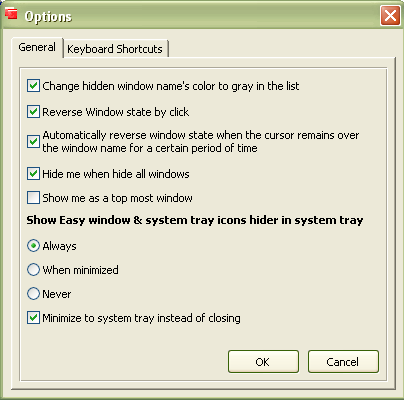 Options
General
Keyboard Shortcuts
Change hidden window name's color to gray in the list
Reverse Window state by click
Automatically reverse window state when the cursor remains over
the window name for a certain period of time
Hide me when hide all windows
Show me as a top most window
Show Easy window & system tray icons hider in system tray
Always
When minimized
Never
Minimize to system tray instead of closing
OK
Cancel